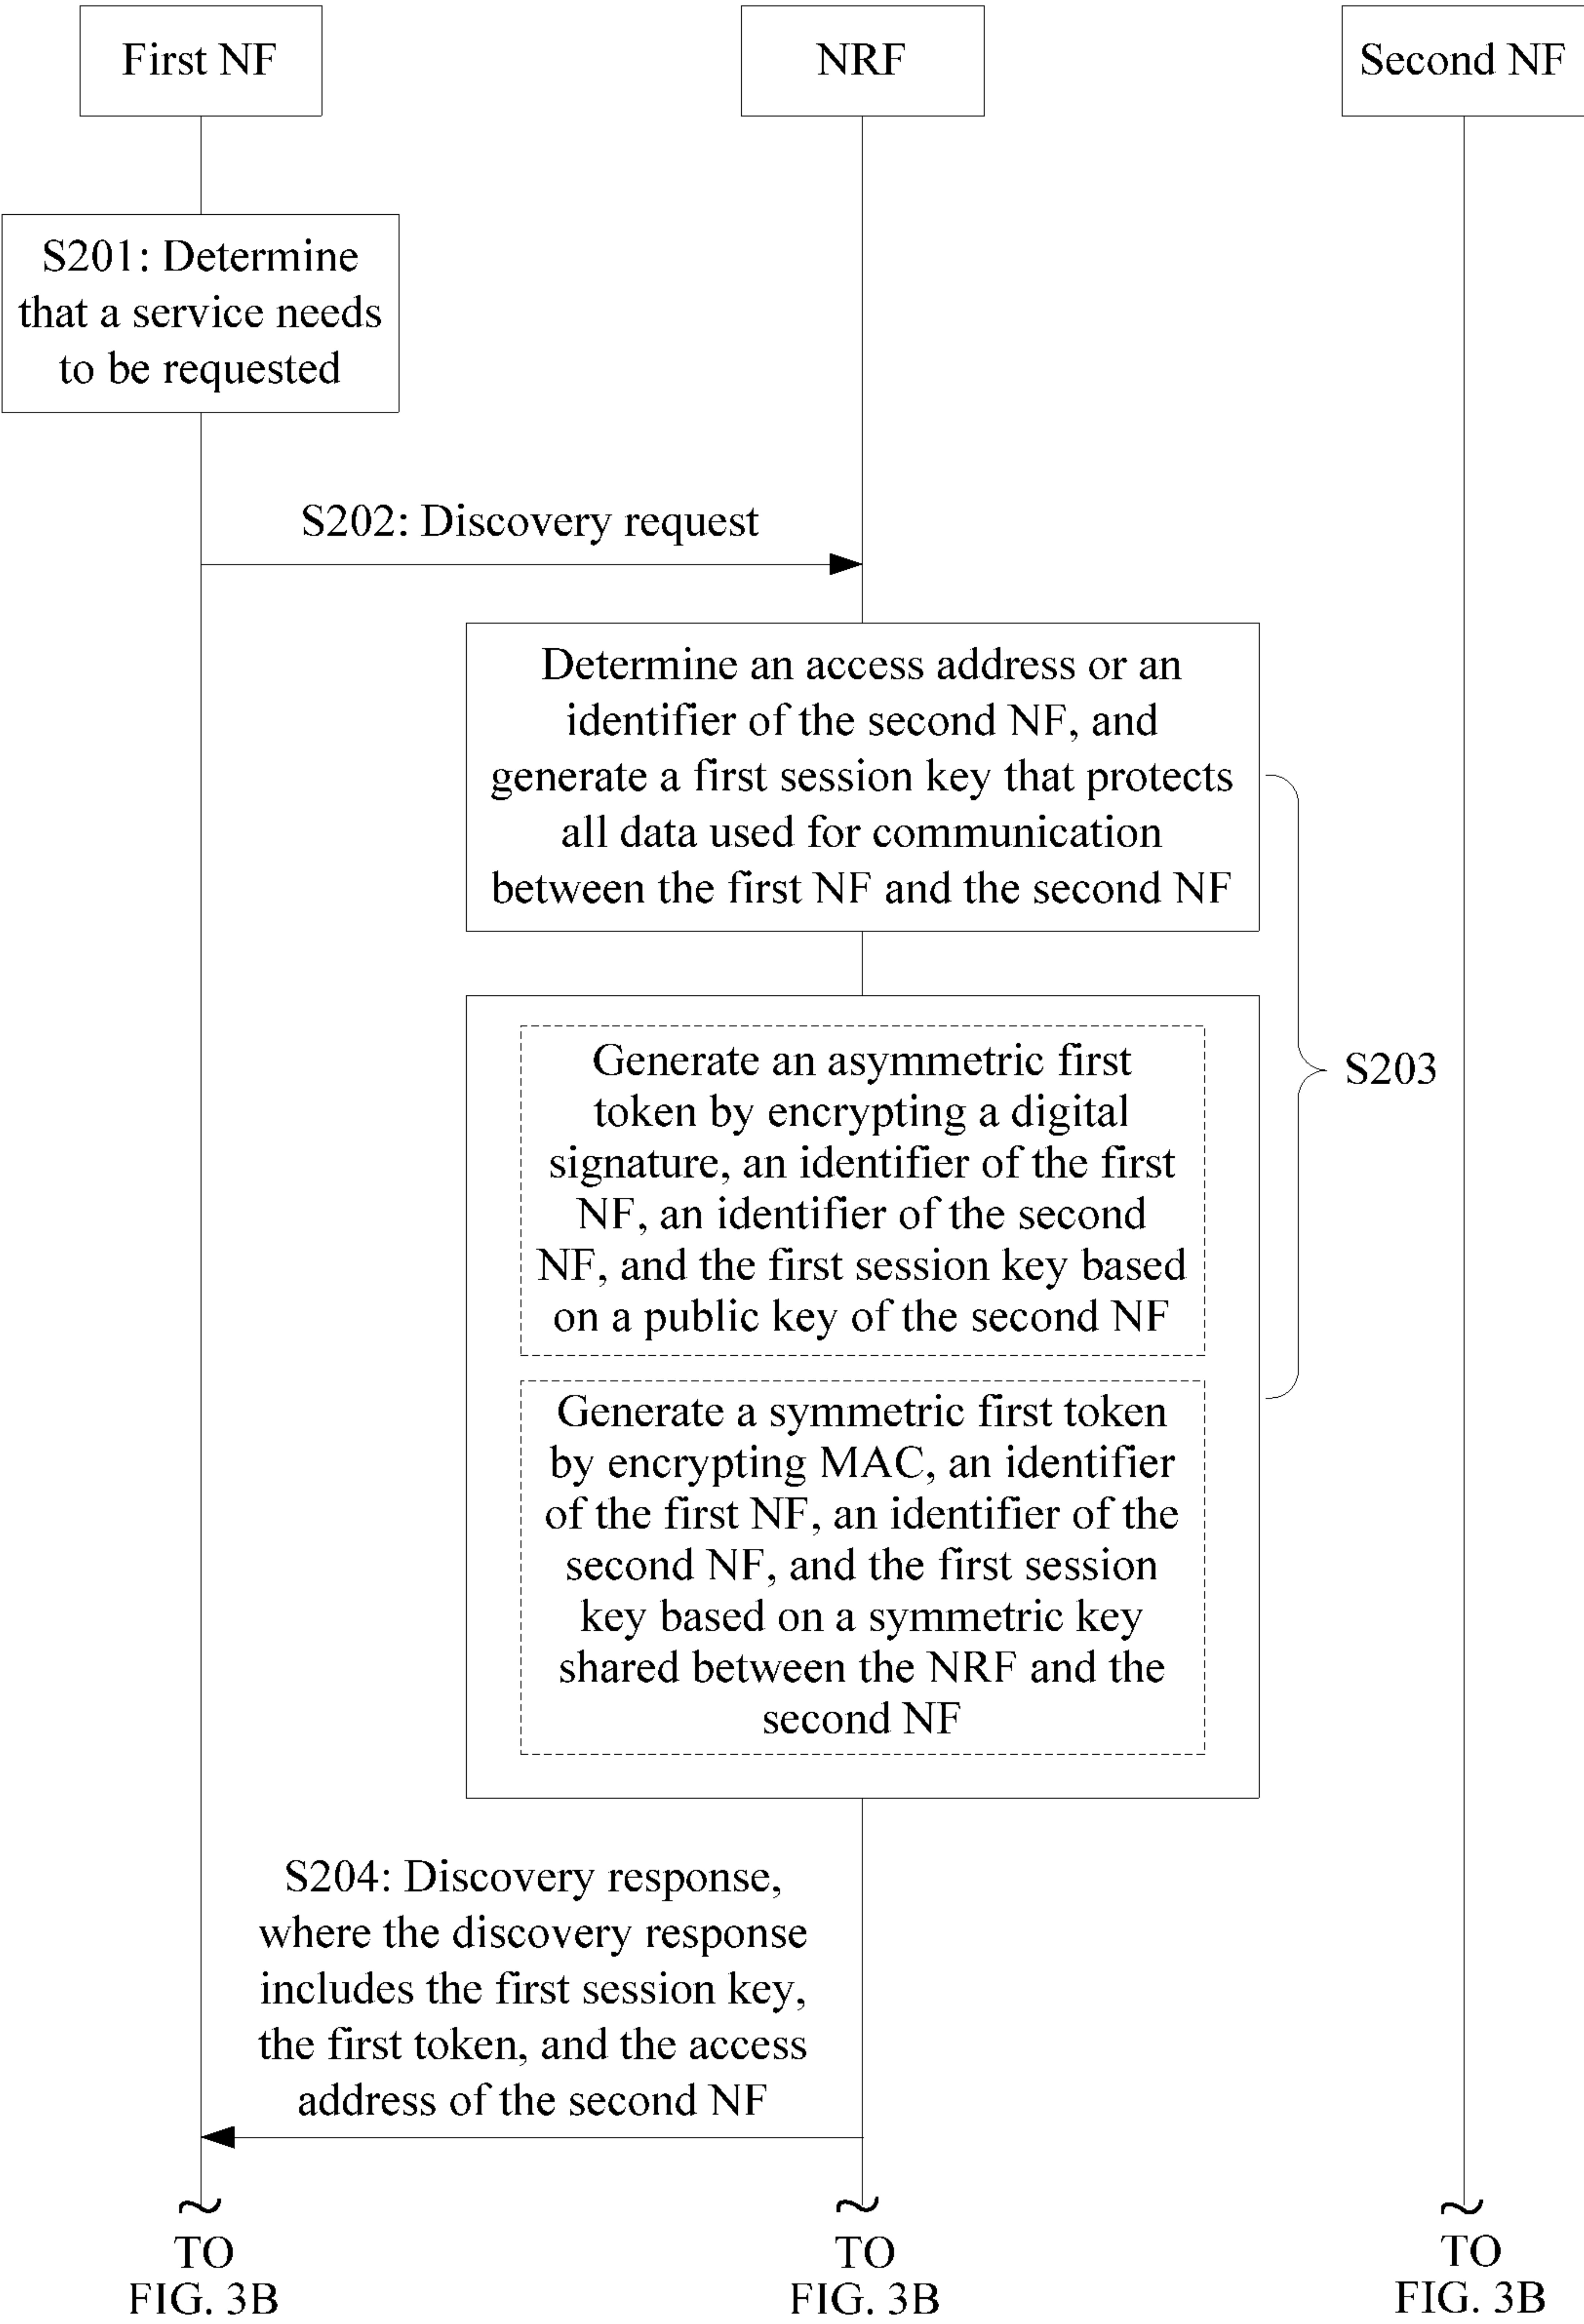 First NF
NRF
Second NF
S201: Determine
that a service needs
to be requested
S202: Discovery request
Determine an access address or an
identifier of the second NF, and
generate a first session key that protects
all data used for communication
between the first NF and the second NF
Generate an asymmetric first
token by encrypting a digital
signature, an identifier of the first
NF, an identifier of the second
NF, and the first session key based
on a public key of the second NF
S203
Generate a symmetric first token
by encrypting MAC, an identifier
of the first NF, an identifier of the
second NF, and the first session
key based on a symmetric key
shared between the NRF and the
second NF
S204: Discovery response,
where the discovery response
includes the first session key,
the first token, and the access
address of the second NF
TO
FIG. 3B
TO
FIG. 3B
TO
FIG. 3B